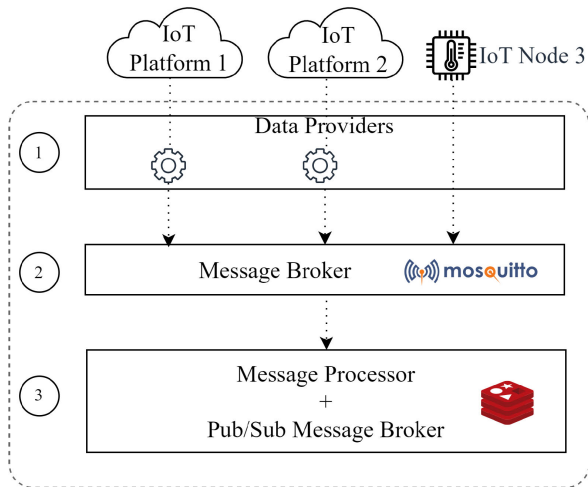 IoT
Platform 1
IoT
Platform 2
IoT Node 3
1
Data Providers
2
Message Broker
mosquitto
3
Message Processor
+
Pub/Sub Message Broker